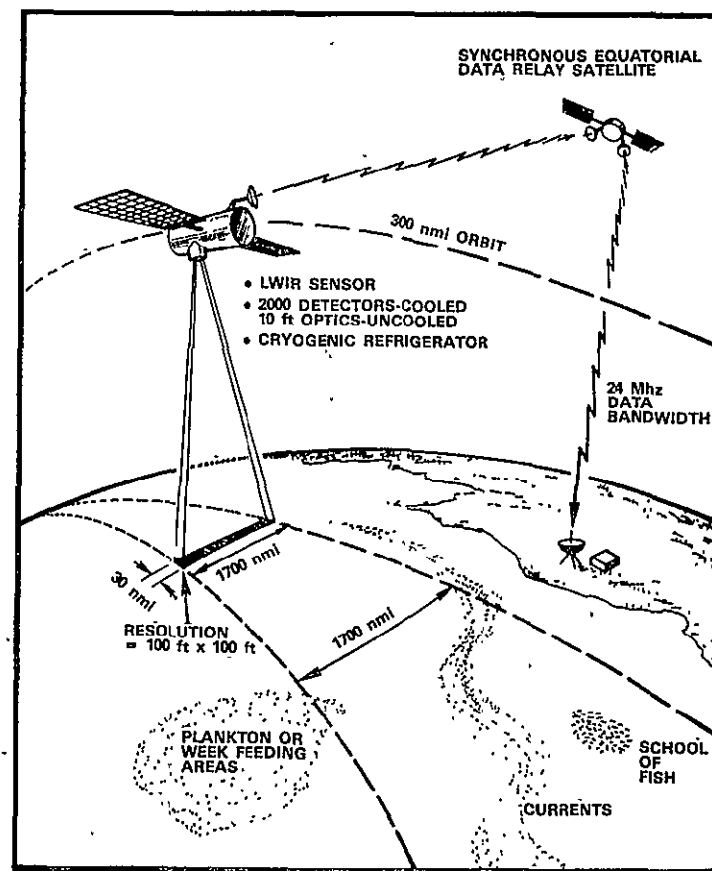 SYNCHRONOUS EQUATORIAL
DATA RELAY SATELLITE
300 nmi ORBIT
• LWIR SENSOR
• 2000 DETECTORS-COOLED
10 ft OPTICS-UNCOOLED
• CRYOGENIC REFRIGERATOR
24 Mhz
DATA
BANDWIDTH
30 nmi
1700 nmi
RESOLUTION
= 100 ft x 100 ft
1700 nmi
PLANKTON OR
WEEK FEEDING
AREAS
SCHOOL
OF
FISH
CURRENTS